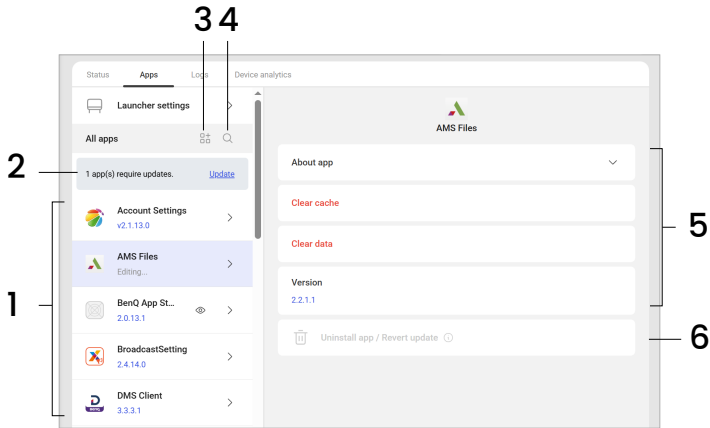 3 4
Status Apps Logs Device analytics
Launcher settings
All apps
2
1 app(s) require updates. Update
Account Settings
v2.1.13.0
AMS Files
Editing...
1
BenQ App St...
2.0.13.1
BroadcastSetting
2.4.14.0
DMS Client
3.3.3.1
AMS Files
About app
Clear cache
5
Clear data
Version
2.2.1.1
Uninstall app / Revert update
6